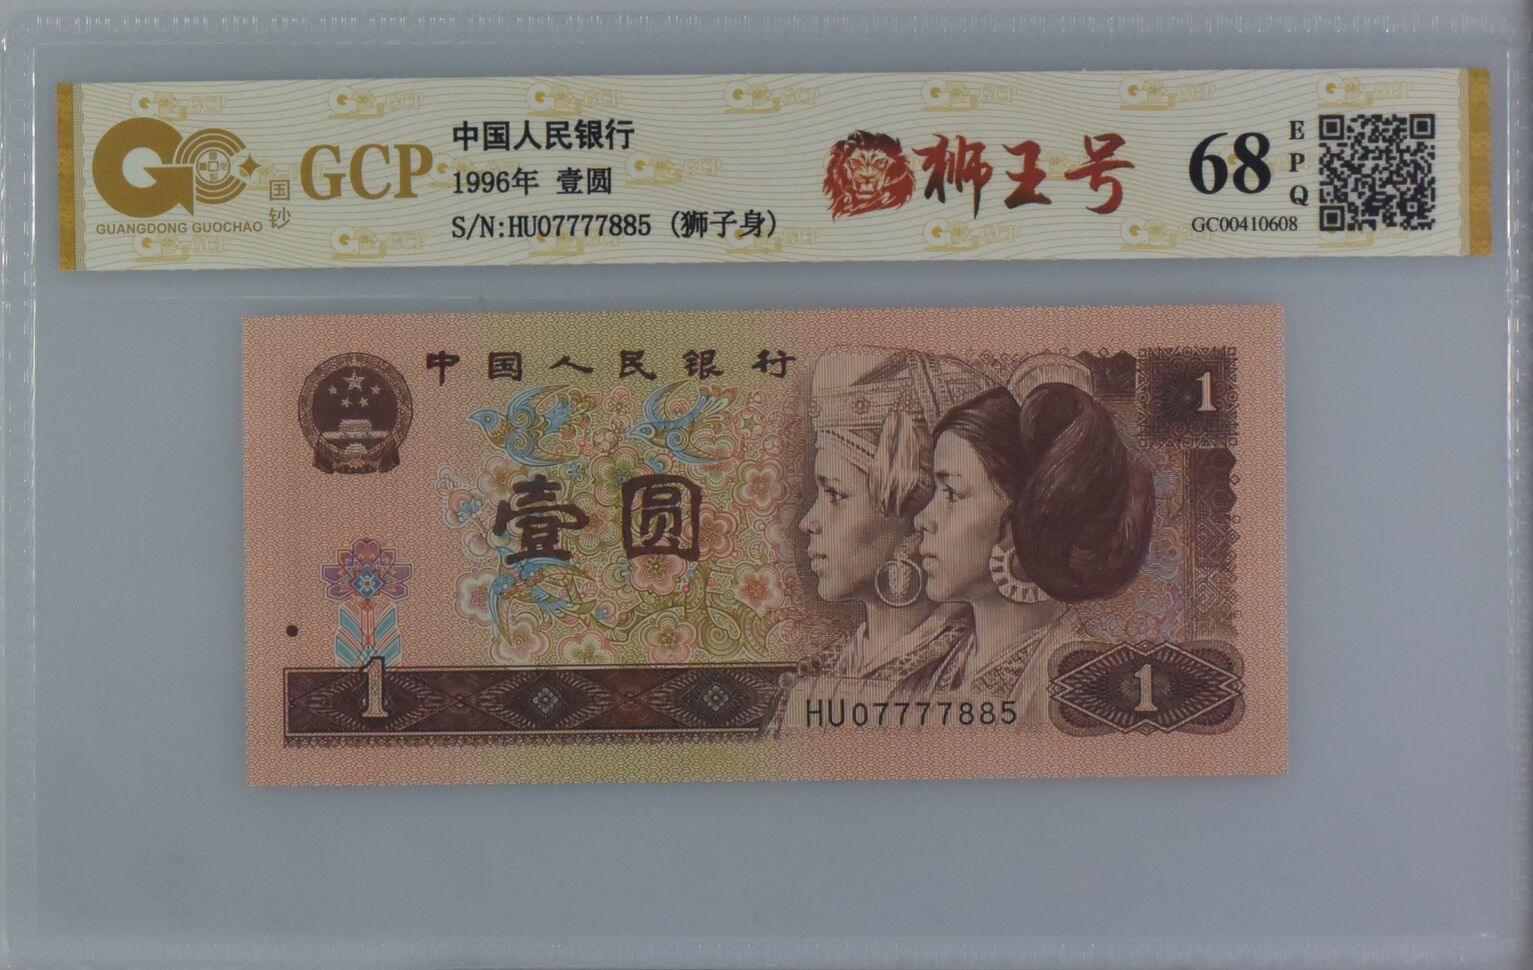 GCP
国钞
GUANGDONG GUOCHAO
中国人民银行
1996年 壹圆
S/N:HU07777885 (狮子身)
狮王号
68
EPQ
GC00410608
中国人民银行
1
壹圆
1
HU07777885
1